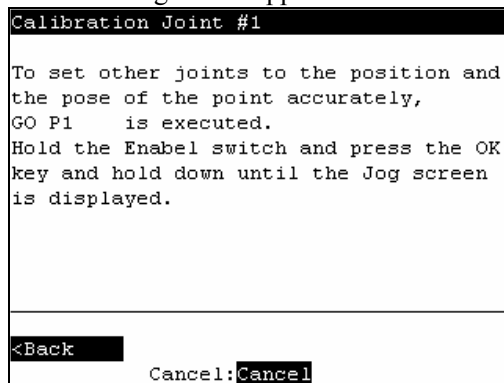 Calibration Joint #1
To set other joints to the position and
the pose of the point accurately,
GO P1 is executed.
Hold the Enabel switch and press the OK
key and hold down until the Jog screen
is displayed.
<Back
Cancel:Cancel